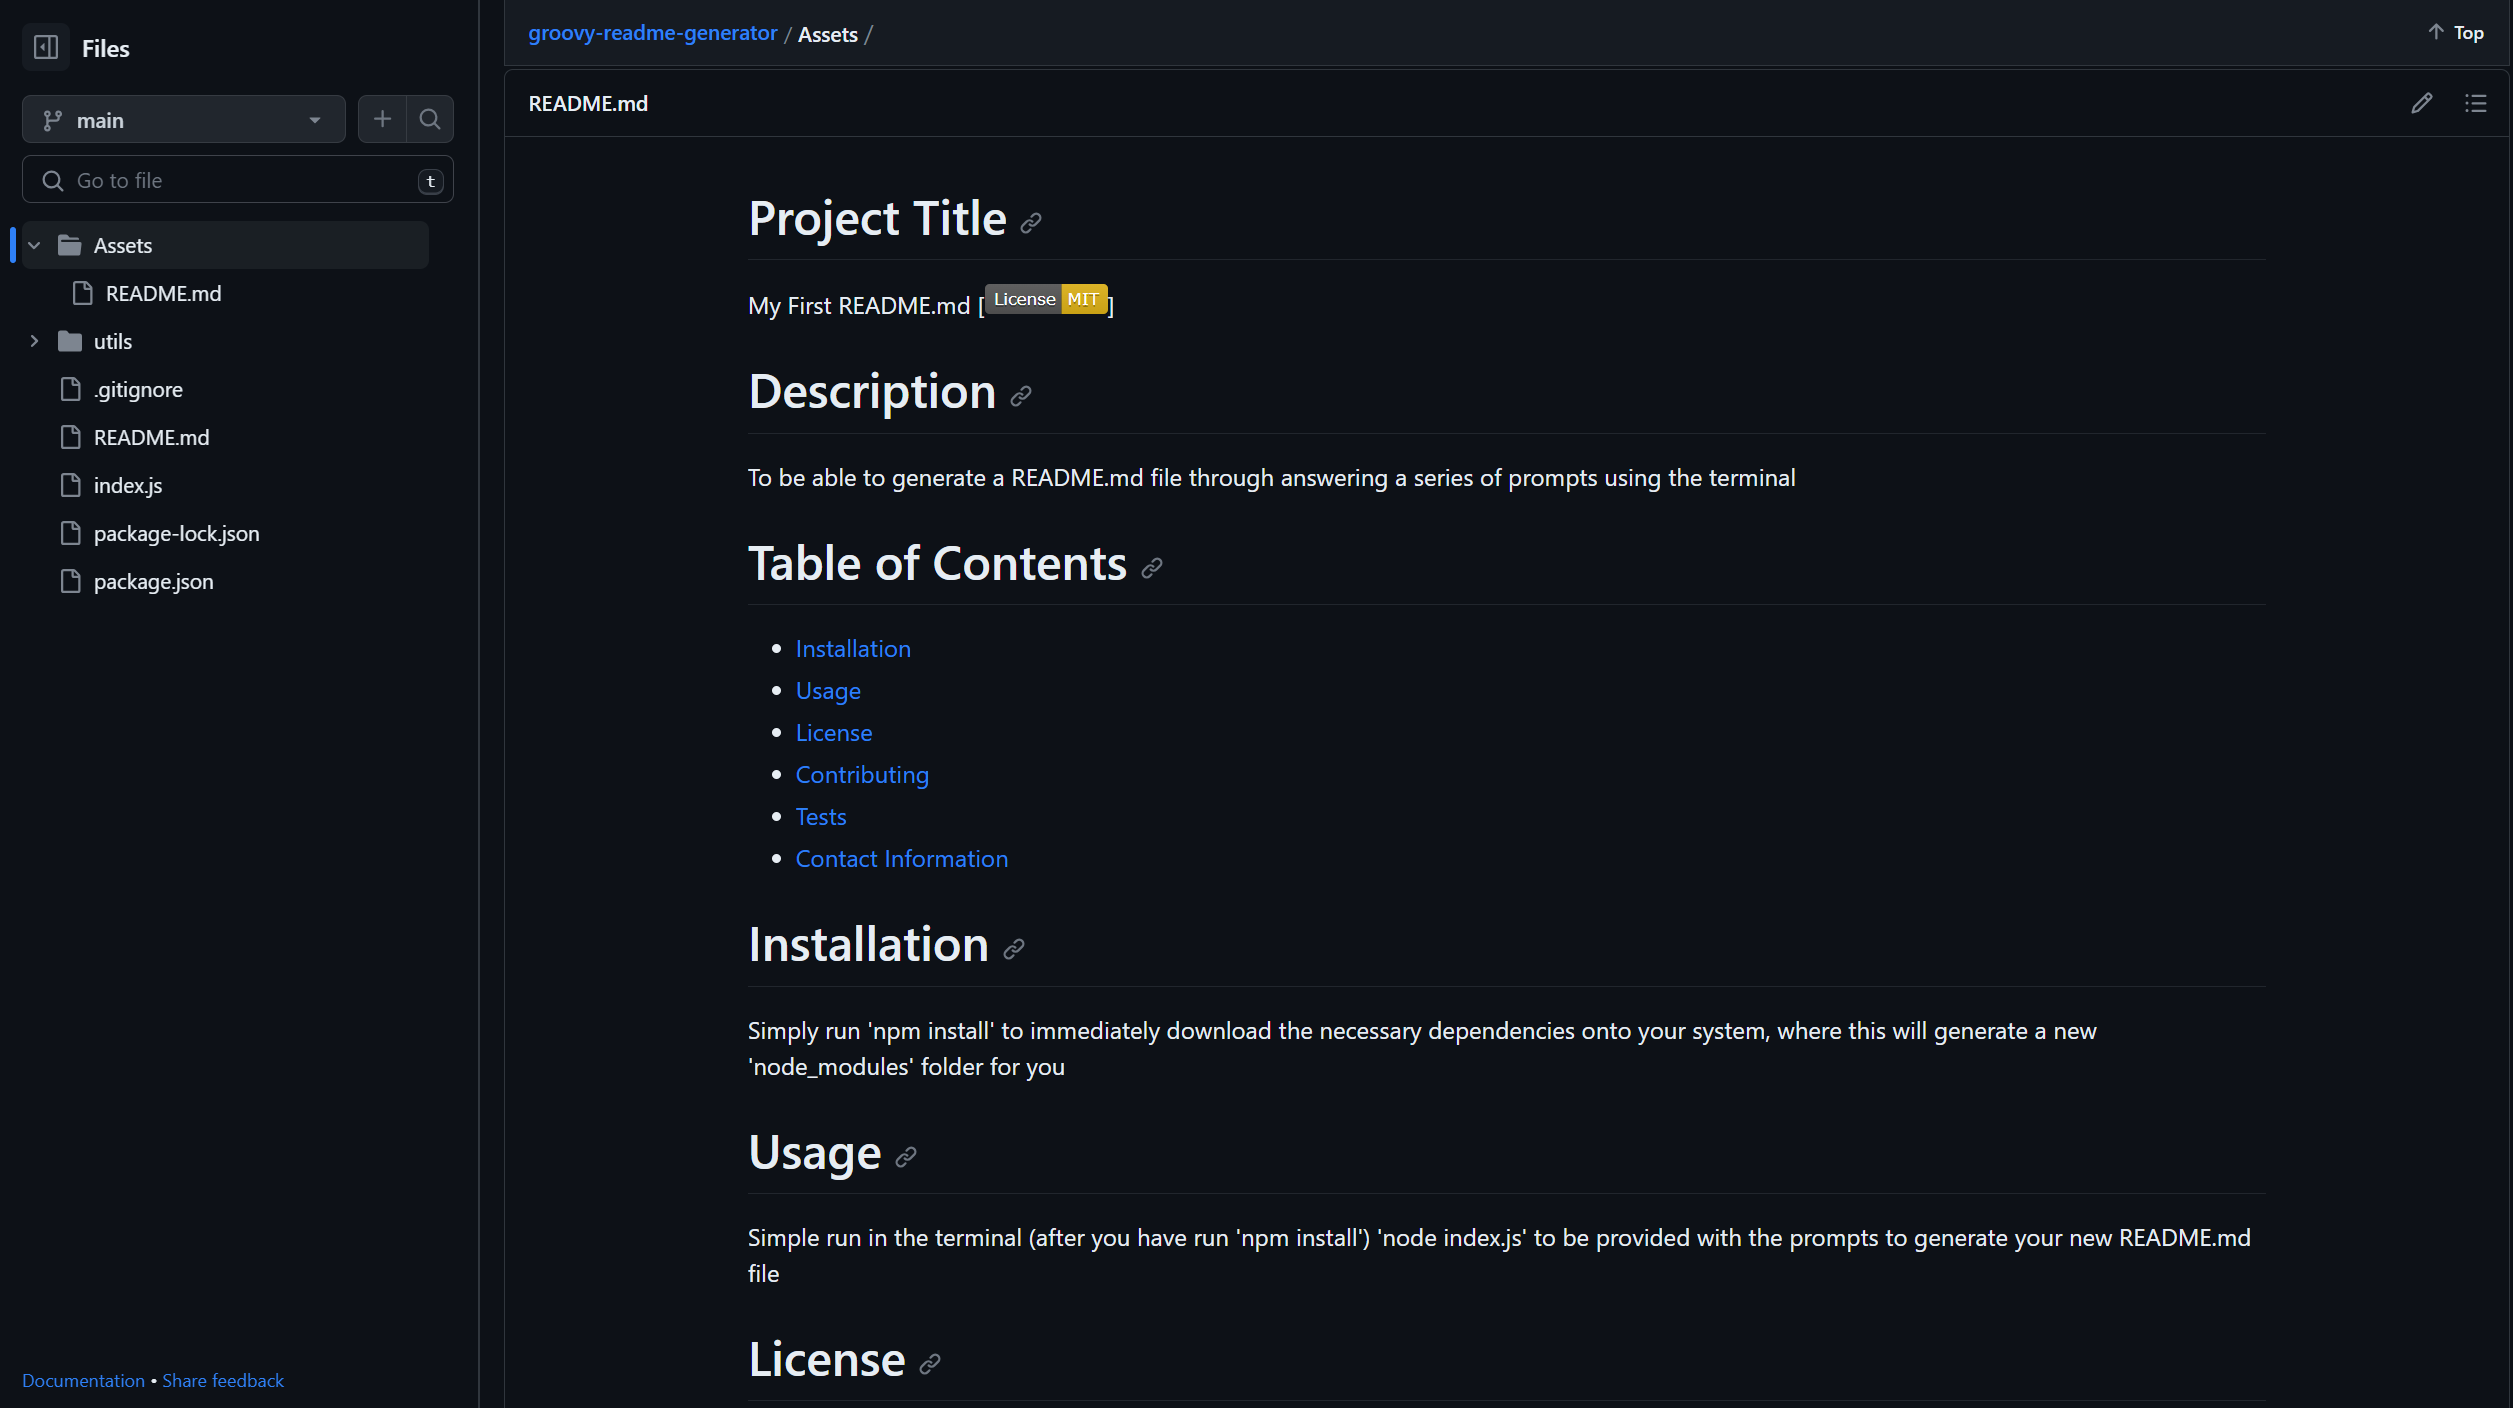 Files
main
Go to file
t
Assets
README.md
utils
.gitignore
README.md
index.js
package-lock.json
package.json
Documentation • Share feedback
groovy-readme-generator / Assets /
Top
README.md
Project Title
My First README.md [License MIT]
Description
To be able to generate a README.md file through answering a series of prompts using the terminal
Table of Contents
• Installation
• Usage
• License
• Contributing
• Tests
• Contact Information
Installation
Simply run 'npm install' to immediately download the necessary dependencies onto your system, where this will generate a new
'node_modules' folder for you
Usage
Simple run in the terminal (after you have run 'npm install') 'node index.js' to be provided with the prompts to generate your new README.md
file
License